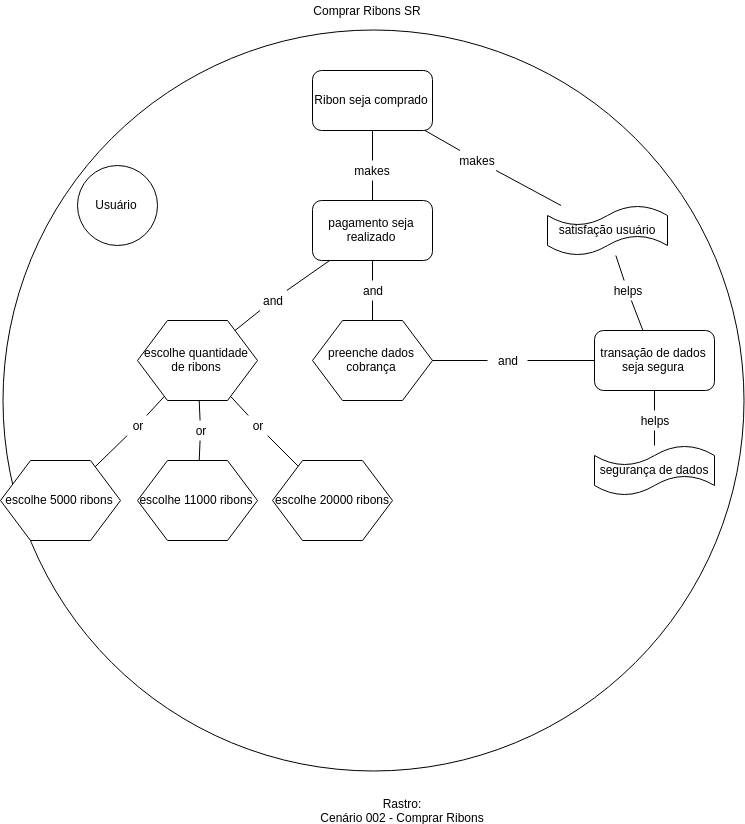 Comprar Ribons SR
Ribon seja comprado
makes
makes
Usuário
pagamento seja
realizado
satisfação usuário
and
and
helps
escolhe quantidade
de ribons
preenche dados
cobrança
and
transação de dados
seja segura
or
or
or
helps
escolhe 5000 ribons
escolhe 11000 ribons
escolhe 20000 ribons
segurança de dados
Rastro:
Cenário 002 - Comprar Ribons